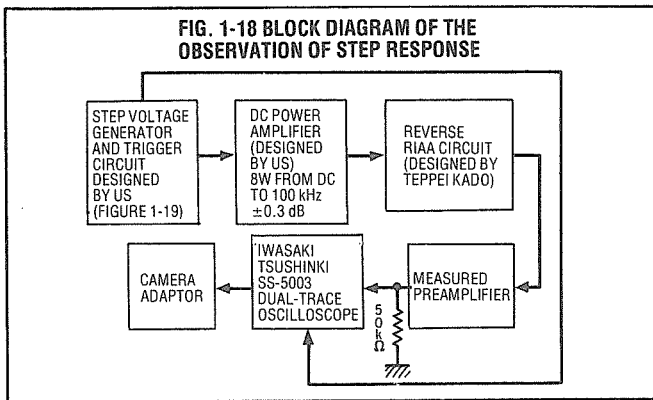 FIG. 1-18 BLOCK DIAGRAM OF THE
OBSERVATION OF STEP RESPONSE
STEP VOLTAGE
GENERATOR
AND TRIGGER
CIRCUIT
DESIGNED
BY US
(FIGURE 1-19)
DC POWER
AMPLIFIER
(DESIGNED
BY US)
8W FROM DC
TO 100 kHz
±0.3 dB
REVERSE
RIAA CIRCUIT
(DESIGNED BY
TEPPEI KADO)
CAMERA
ADAPTOR
IWASAKI
TSUSHINKI
SS-5003
DUAL-TRACE
OSCILLOSCOPE
50kΩ
MEASURED
PREAMPLIFIER